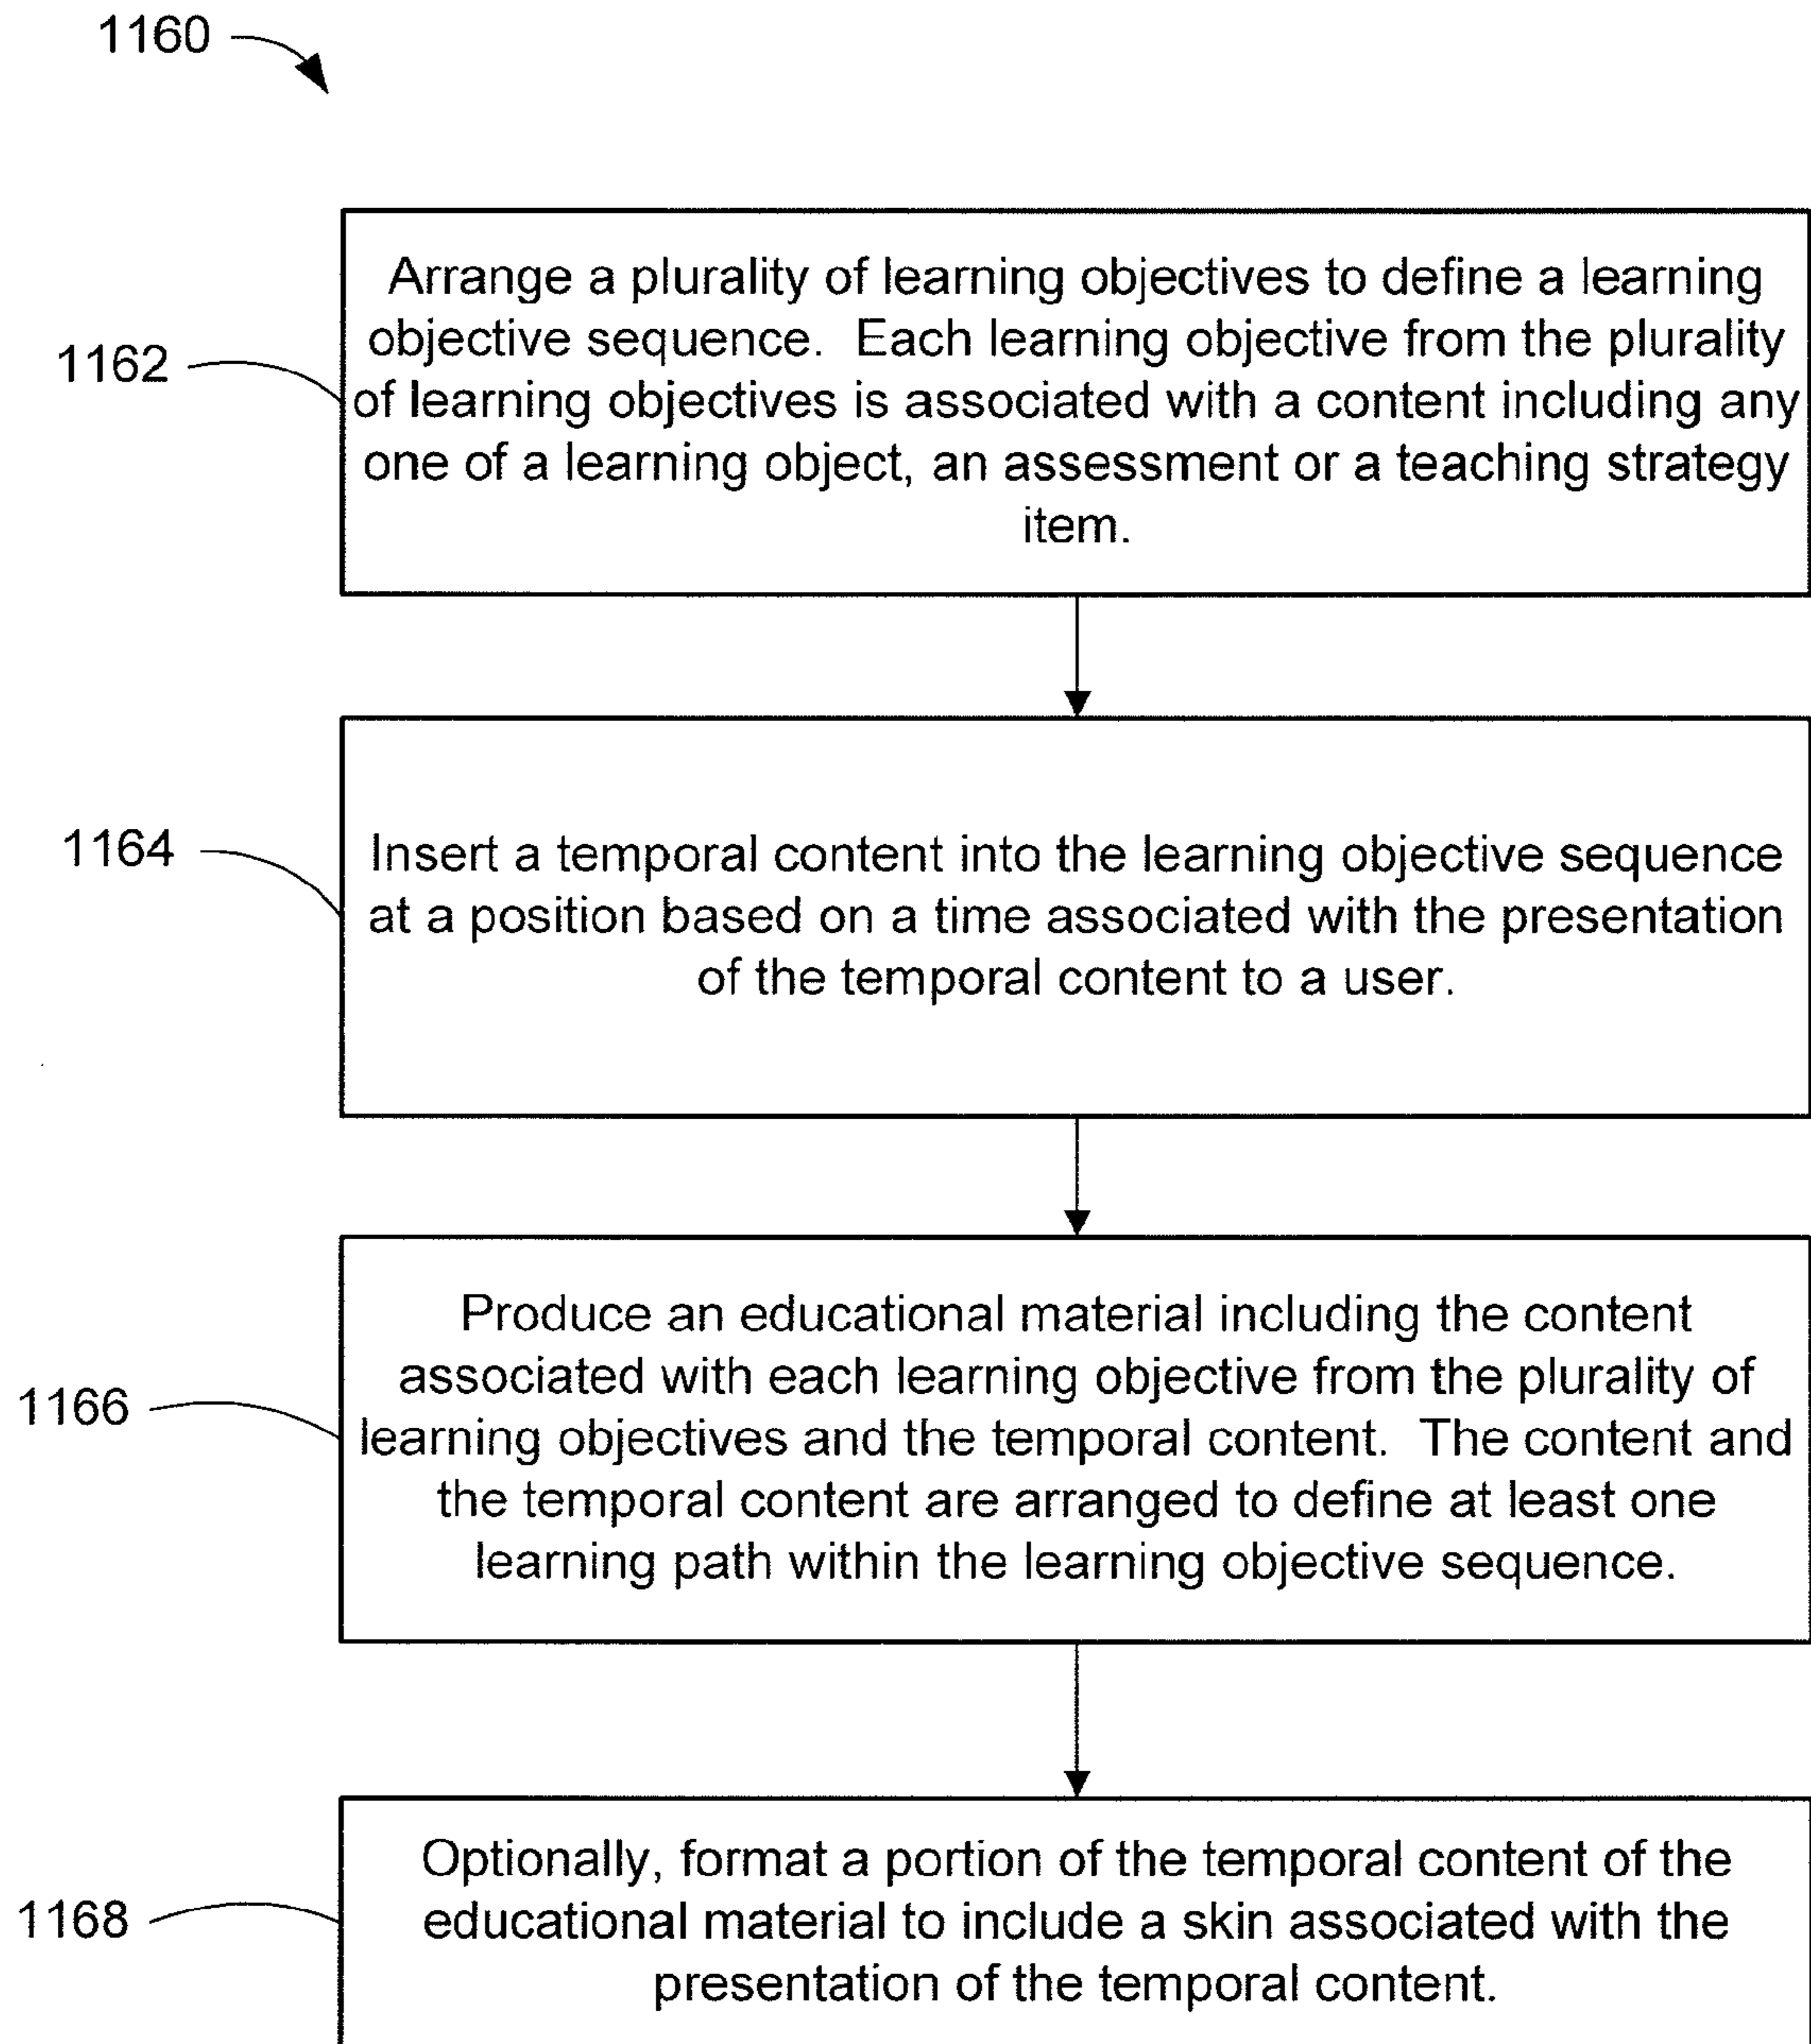 1160
1162
Arrange a plurality of learning objectives to define a learning
objective sequence.  Each learning objective from the plurality
of learning objectives is associated with a content including any
one of a learning object, an assessment or a teaching strategy
item.
1164
Insert a temporal content into the learning objective sequence
at a position based on a time associated with the presentation
of the temporal content to a user.
1166
Produce an educational material including the content
associated with each learning objective from the plurality of
learning objectives and the temporal content.  The content and
the temporal content are arranged to define at least one
learning path within the learning objective sequence.
1168
Optionally, format a portion of the temporal content of the
educational material to include a skin associated with the
presentation of the temporal content.